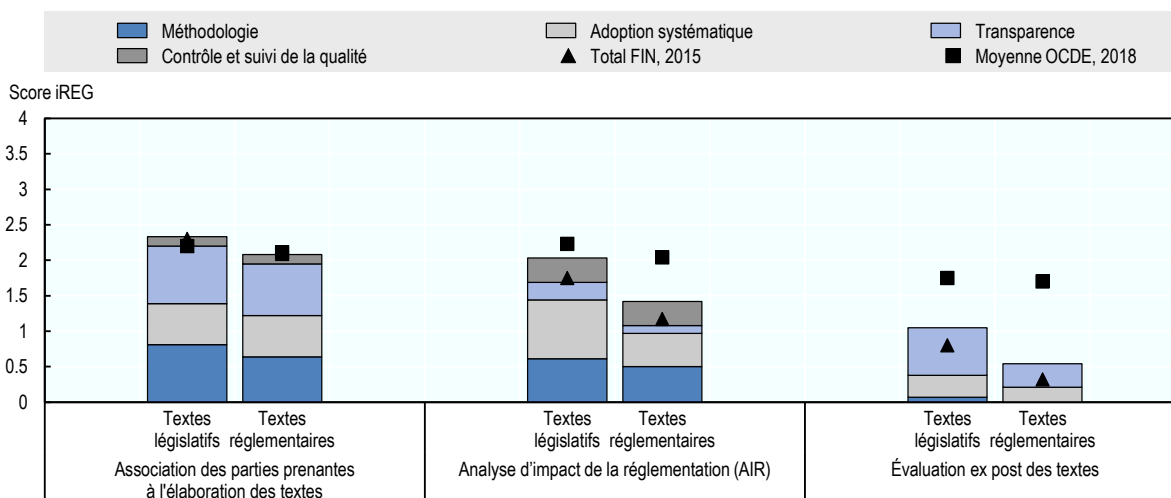 Méthodologie
Adoption systématique
Transparence
Contrôle et suivi de la qualité
Total FIN, 2015
Moyenne OCDE, 2018
Score iREG
4
3.5
3
2.5
2
1.5
1
0.5
0
Textes législatifs
Textes réglementaires
Textes législatifs
Textes réglementaires
Textes législatifs
Textes réglementaires
Association des parties prenantes
à l'élaboration des textes
Analyse d'impact de la réglementation (AIR)
Évaluation ex post des textes